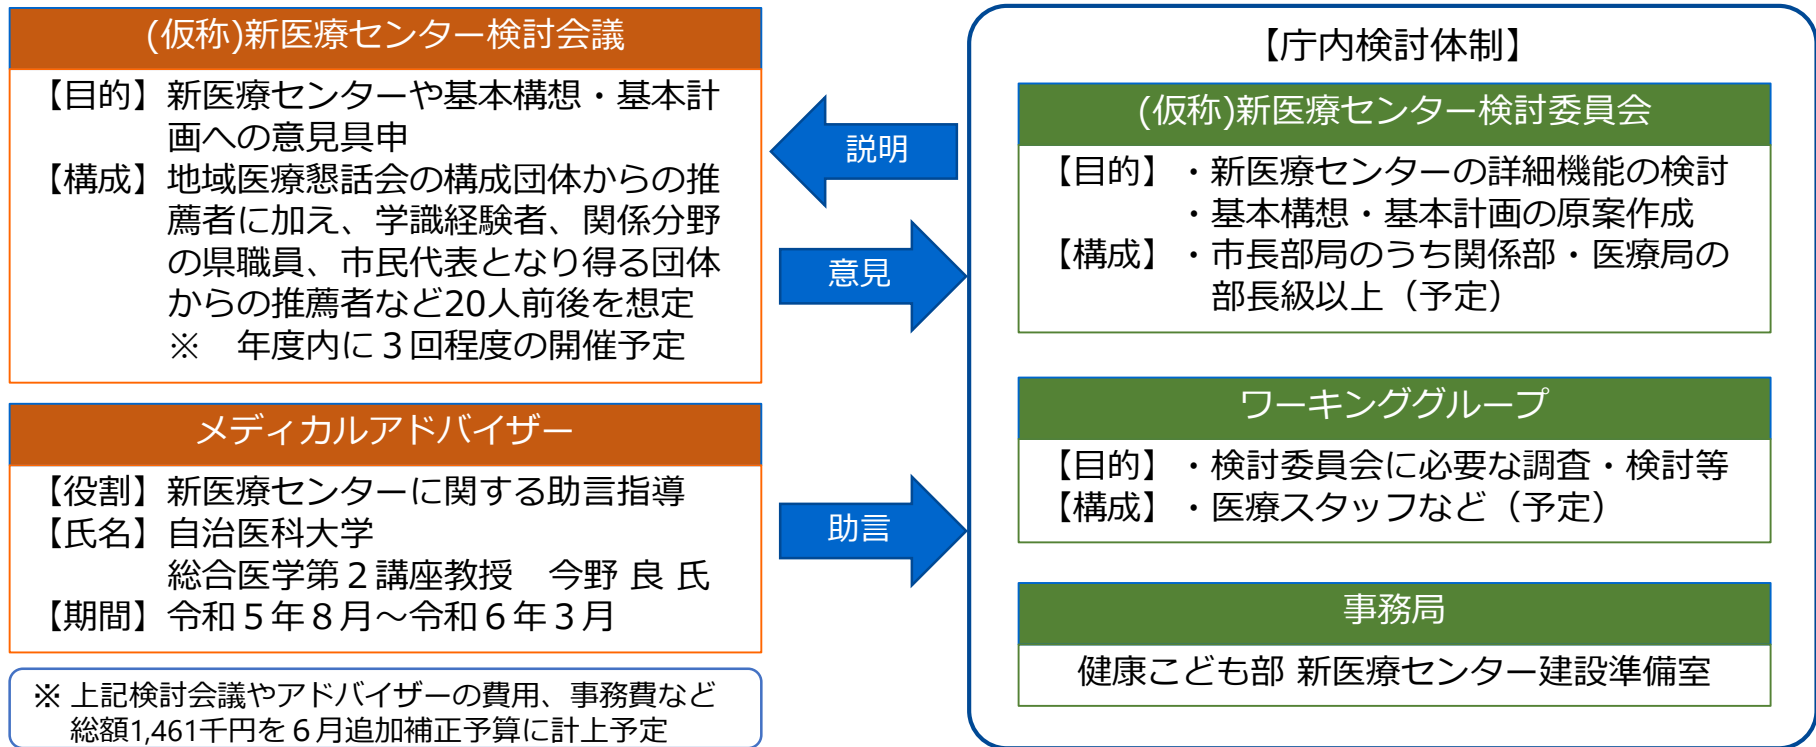 (仮称)新医療センター検討会議
【目的】新医療センターや基本構想・基本計
画への意見具申
【構成】地域医療懇話会の構成団体からの推
薦者に加え、学識経験者、関係分野
の県職員、市民代表となり得る団体
からの推薦者など20人前後を想定
※　年度内に３回程度の開催予定
メディカルアドバイザー
【役割】新医療センターに関する助言指導
【氏名】自治医科大学
総合医学第２講座教授　今野 良 氏
【期間】令和５年８月～令和６年３月
※ 上記検討会議やアドバイザーの費用、事務費など
総額1,461千円を６月追加補正予算に計上予定
説明
意見
助言
【庁内検討体制】
(仮称)新医療センター検討委員会
【目的】・新医療センターの詳細機能の検討
・基本構想・基本計画の原案作成
【構成】・市長部局のうち関係部・医療局の
部長級以上（予定）
ワーキンググループ
【目的】・検討委員会に必要な調査・検討等
【構成】・医療スタッフなど（予定）
事務局
健康こども部 新医療センター建設準備室